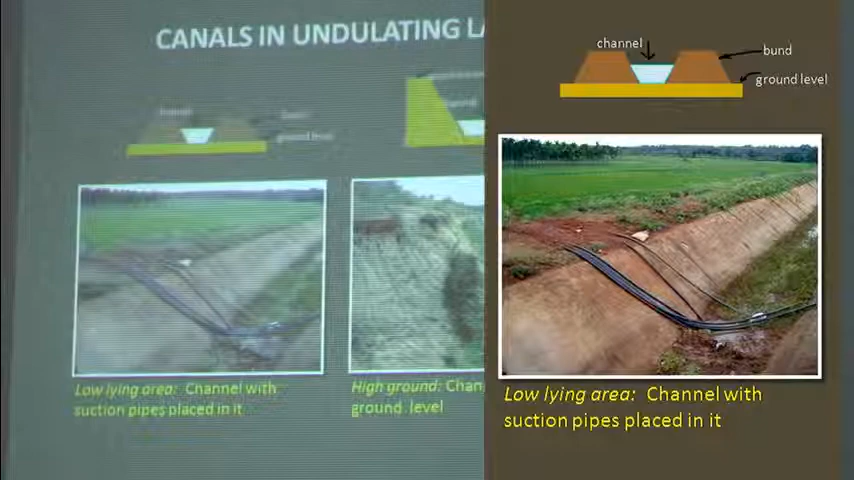 CANALS IN UNDULATING LA
ground level
Low lying area: Channel with
suction pipes placed in it
High ground: Chan
ground level
channel
bund
ground level
Low lying area: Channel with
suction pipes placed in it